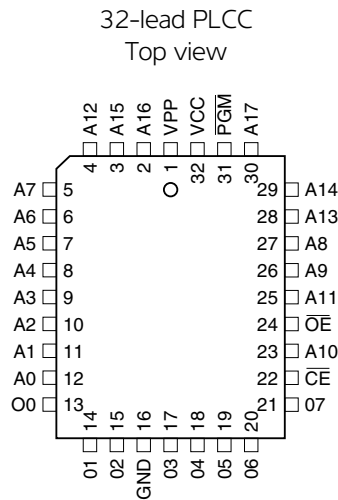 32-lead PLCC
Top view
A12 A15 A16 VPP VCC PGM A17
4 3 2 1 32 31 30
A7 5 29 A14
A6 6 28 A13
A5 7 27 A8
A4 8 26 A9
A3 9 25 A11
A2 10 24 OE
A1 11 23 A10
A0 12 22 CE
O0 13 21 07
14 15 16 17 18 19 20
01 02 GND 03 04 05 06